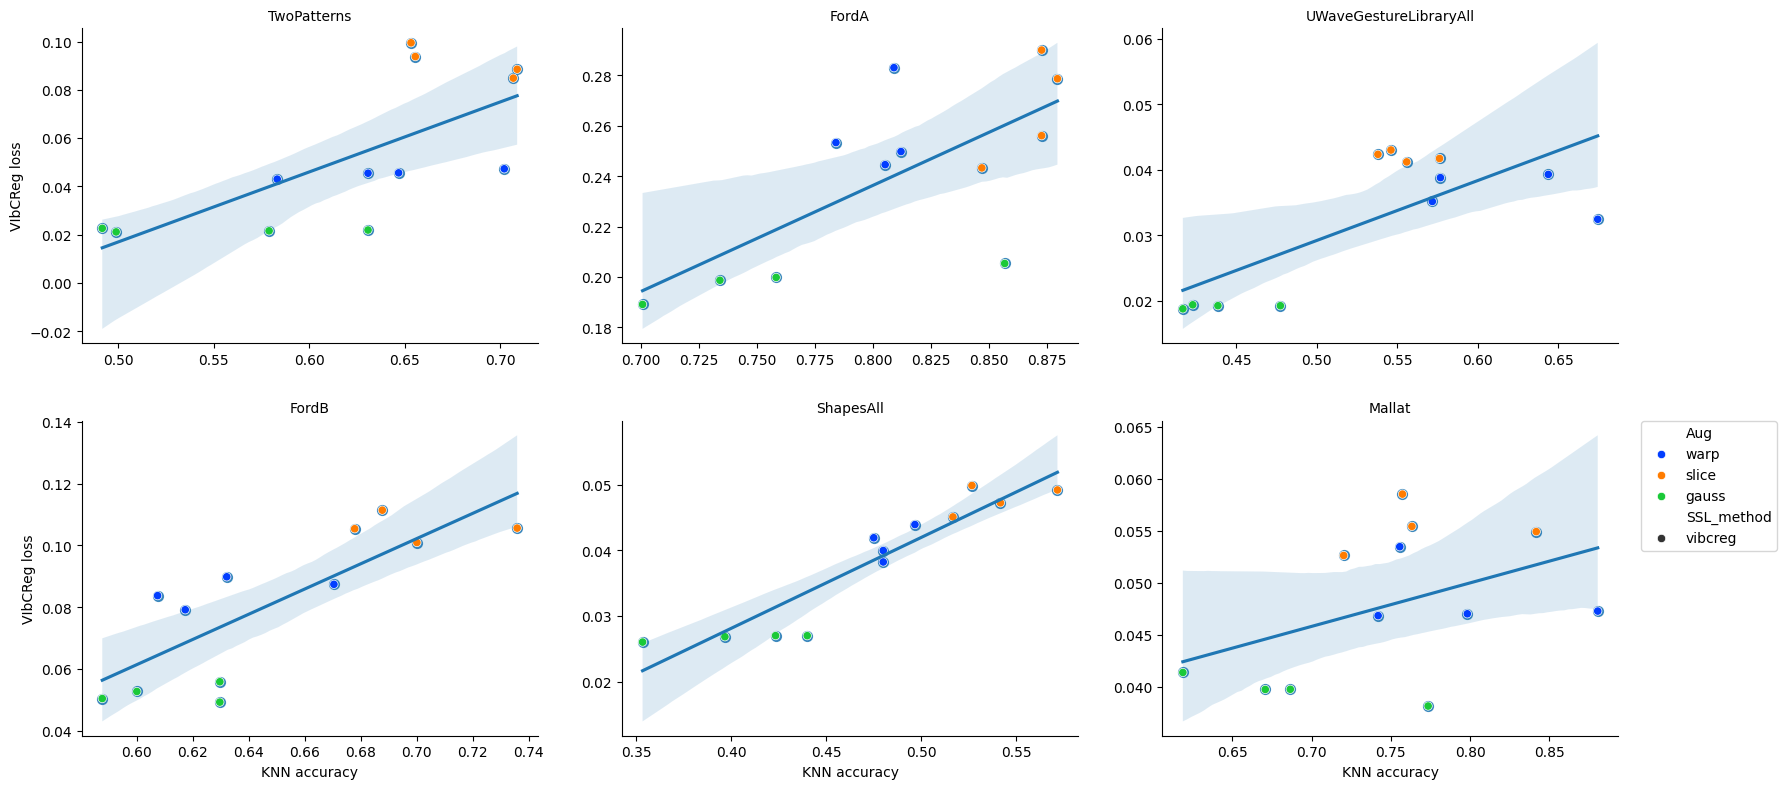 TwoPatterns
FordA
UWaveGestureLibraryAll
VIbCReg loss
0.10
0.08
0.06
0.04
0.02
0.00
−0.02
0.50 0.55 0.60 0.65 0.70
0.28
0.26
0.24
0.22
0.20
0.18
0.700 0.725 0.750 0.775 0.800 0.825 0.850 0.875
0.06
0.05
0.04
0.03
0.02
0.45 0.50 0.55 0.60 0.65
FordB
ShapesAll
Mallat
VIbCReg loss
0.14
0.12
0.10
0.08
0.06
0.04
0.60 0.62 0.64 0.66 0.68 0.70 0.72 0.74
KNN accuracy
0.05
0.04
0.03
0.02
0.35 0.40 0.45 0.50 0.55
KNN accuracy
0.065
0.060
0.055
0.050
0.045
0.040
0.65 0.70 0.75 0.80 0.85
KNN accuracy
Aug
warp
slice
gauss
SSL_method
vibcreg